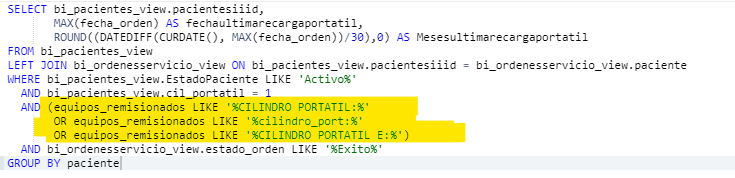 SELECT bi_pacientes_view.pacientesiiid,
MAX(fecha_orden) AS fechaultimarecargaportatil,
ROUND((DATEDIFF(CURDATE(), MAX(fecha_orden))/30),0) AS Mesesultimarecargaportatil
FROM bi_pacientes_view
LEFT JOIN bi_ordenesservicio_view ON bi_pacientes_view.pacientesiiid = bi_ordenesservicio_view.paciente
WHERE bi_pacientes_view.EstadoPaciente LIKE 'Activo%'
AND bi_pacientes_view.cil_portatil = 1
AND (equipos_remisionados LIKE '%CILINDRO PORTATIL:%'
OR equipos_remisionados LIKE '%cilindro_port:%'
OR equipos_remisionados LIKE '%CILINDRO PORTATIL E:%')
AND bi_ordenesservicio_view.estado_orden LIKE '%Exito%'
GROUP BY paciente